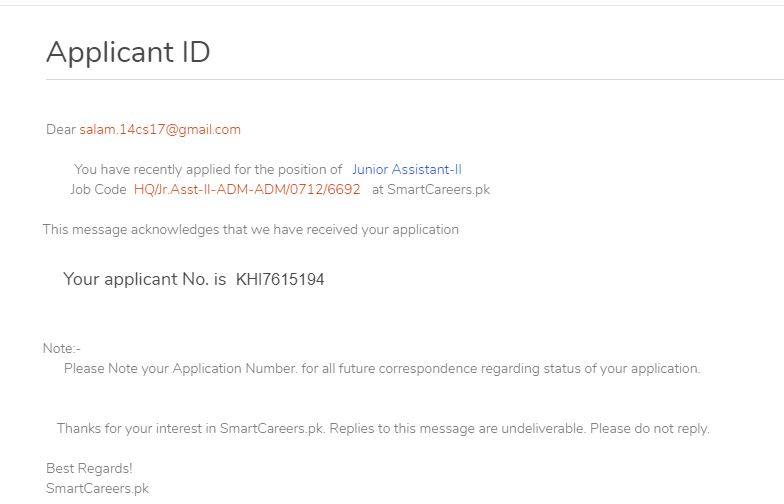 Applicant ID
Dear salam.14cs17@gmail.com
You have recently applied for the position of Junior Assistant-II
Job Code HQ/Jr.Asst-II-ADM-ADM/0712/6692 at SmartCareers.pk
This message acknowledges that we have received your application
Your applicant No. is KHI7615194
Note:-
Please Note your Application Number. for all future correspondence regarding status of your application.
Thanks for your interest in SmartCareers.pk. Replies to this message are undeliverable. Please do not reply.
Best Regards!
SmartCareers.pk